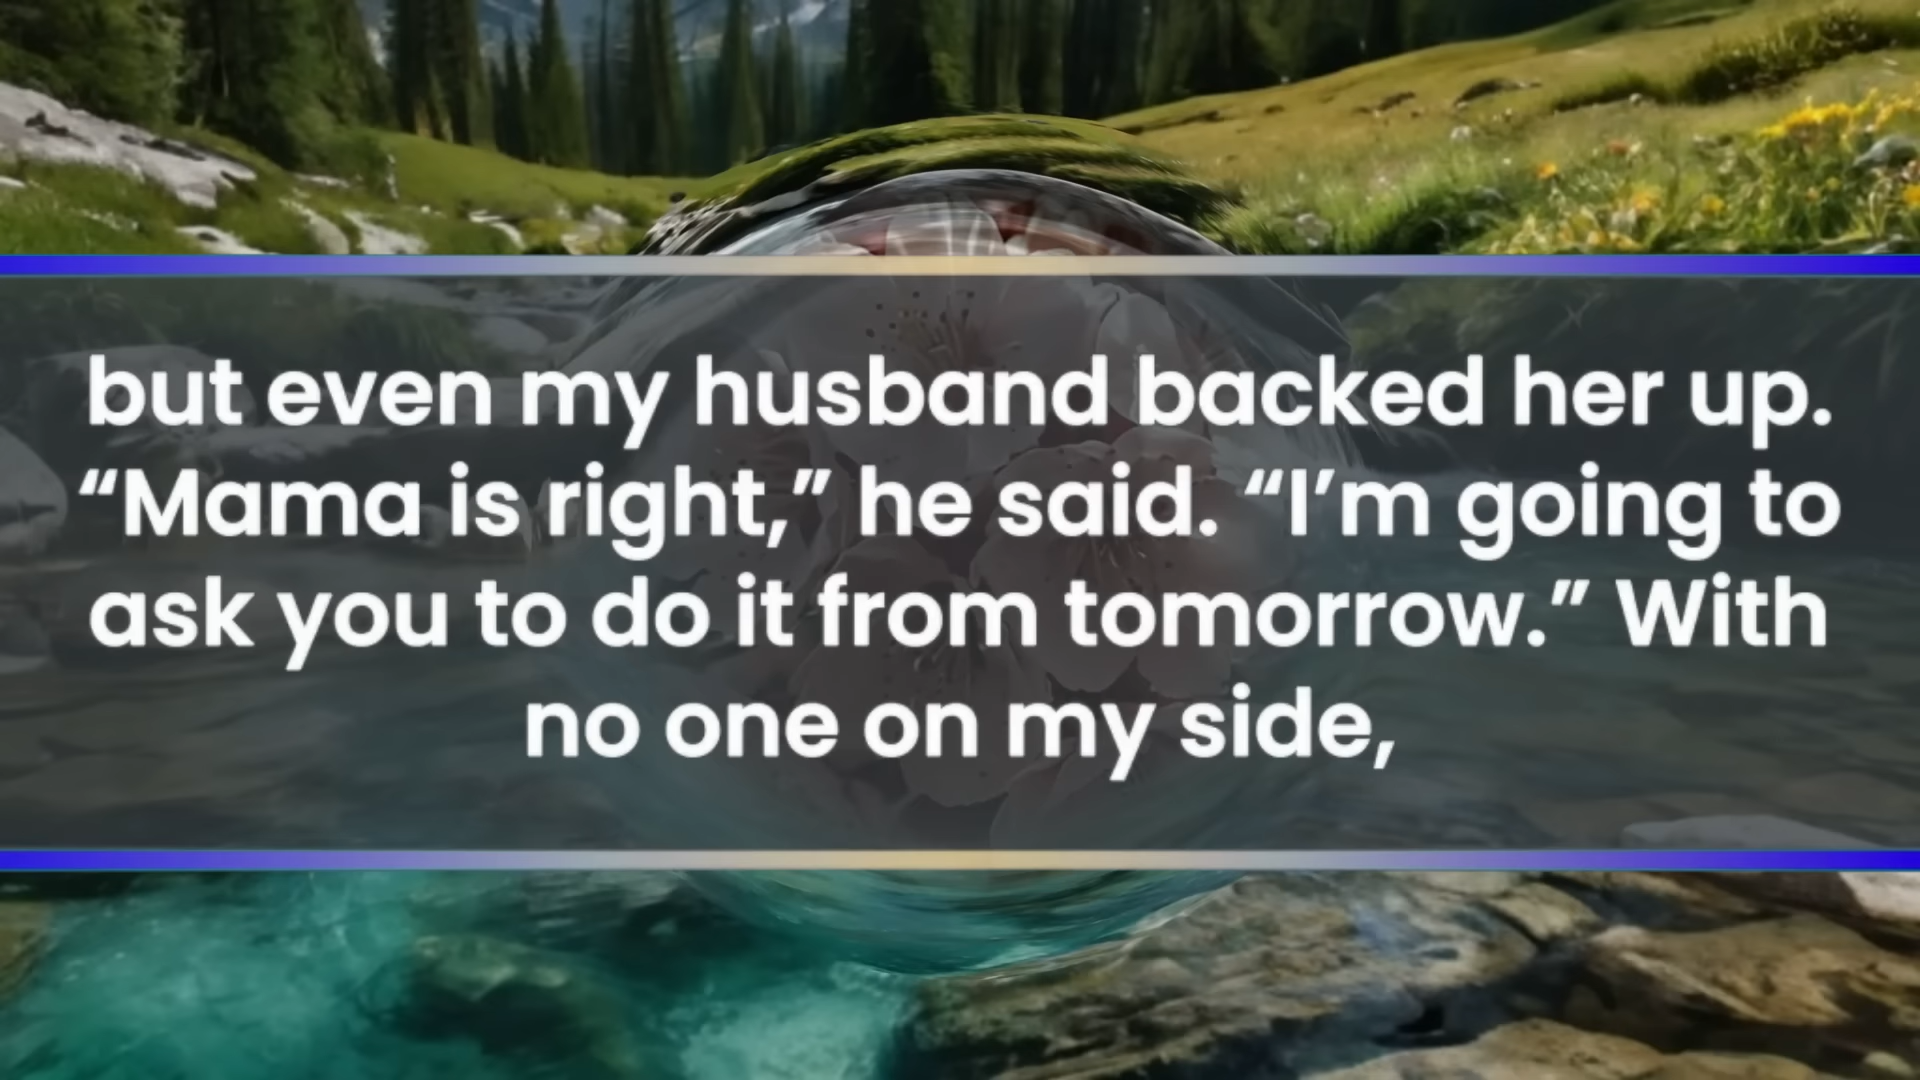 but even my husband backed her up.
“Mama is right,” he said. “I’m going to
ask you to do it from tomorrow.” With
no one on my side,